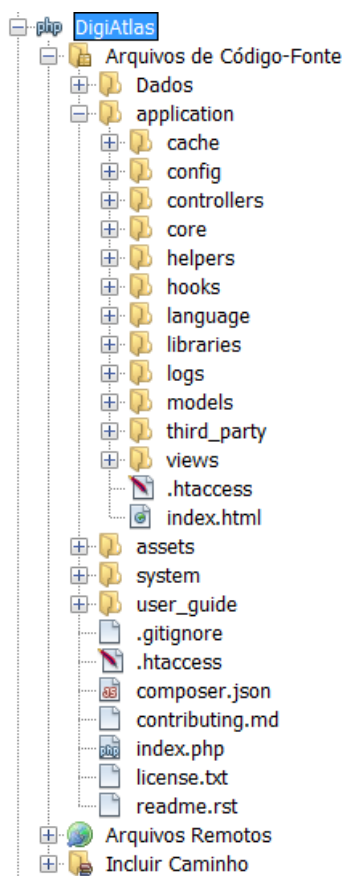 php DigiAtlas
Arquivos de Código-Fonte
Dados
application
cache
config
controllers
core
helpers
hooks
language
libraries
logs
models
third_party
views
.htaccess
index.html
assets
system
user_guide
.gitignore
.htaccess
composer.json
contributing.md
php index.php
license.txt
readme.rst
Arquivos Remotos
Incluir Caminho